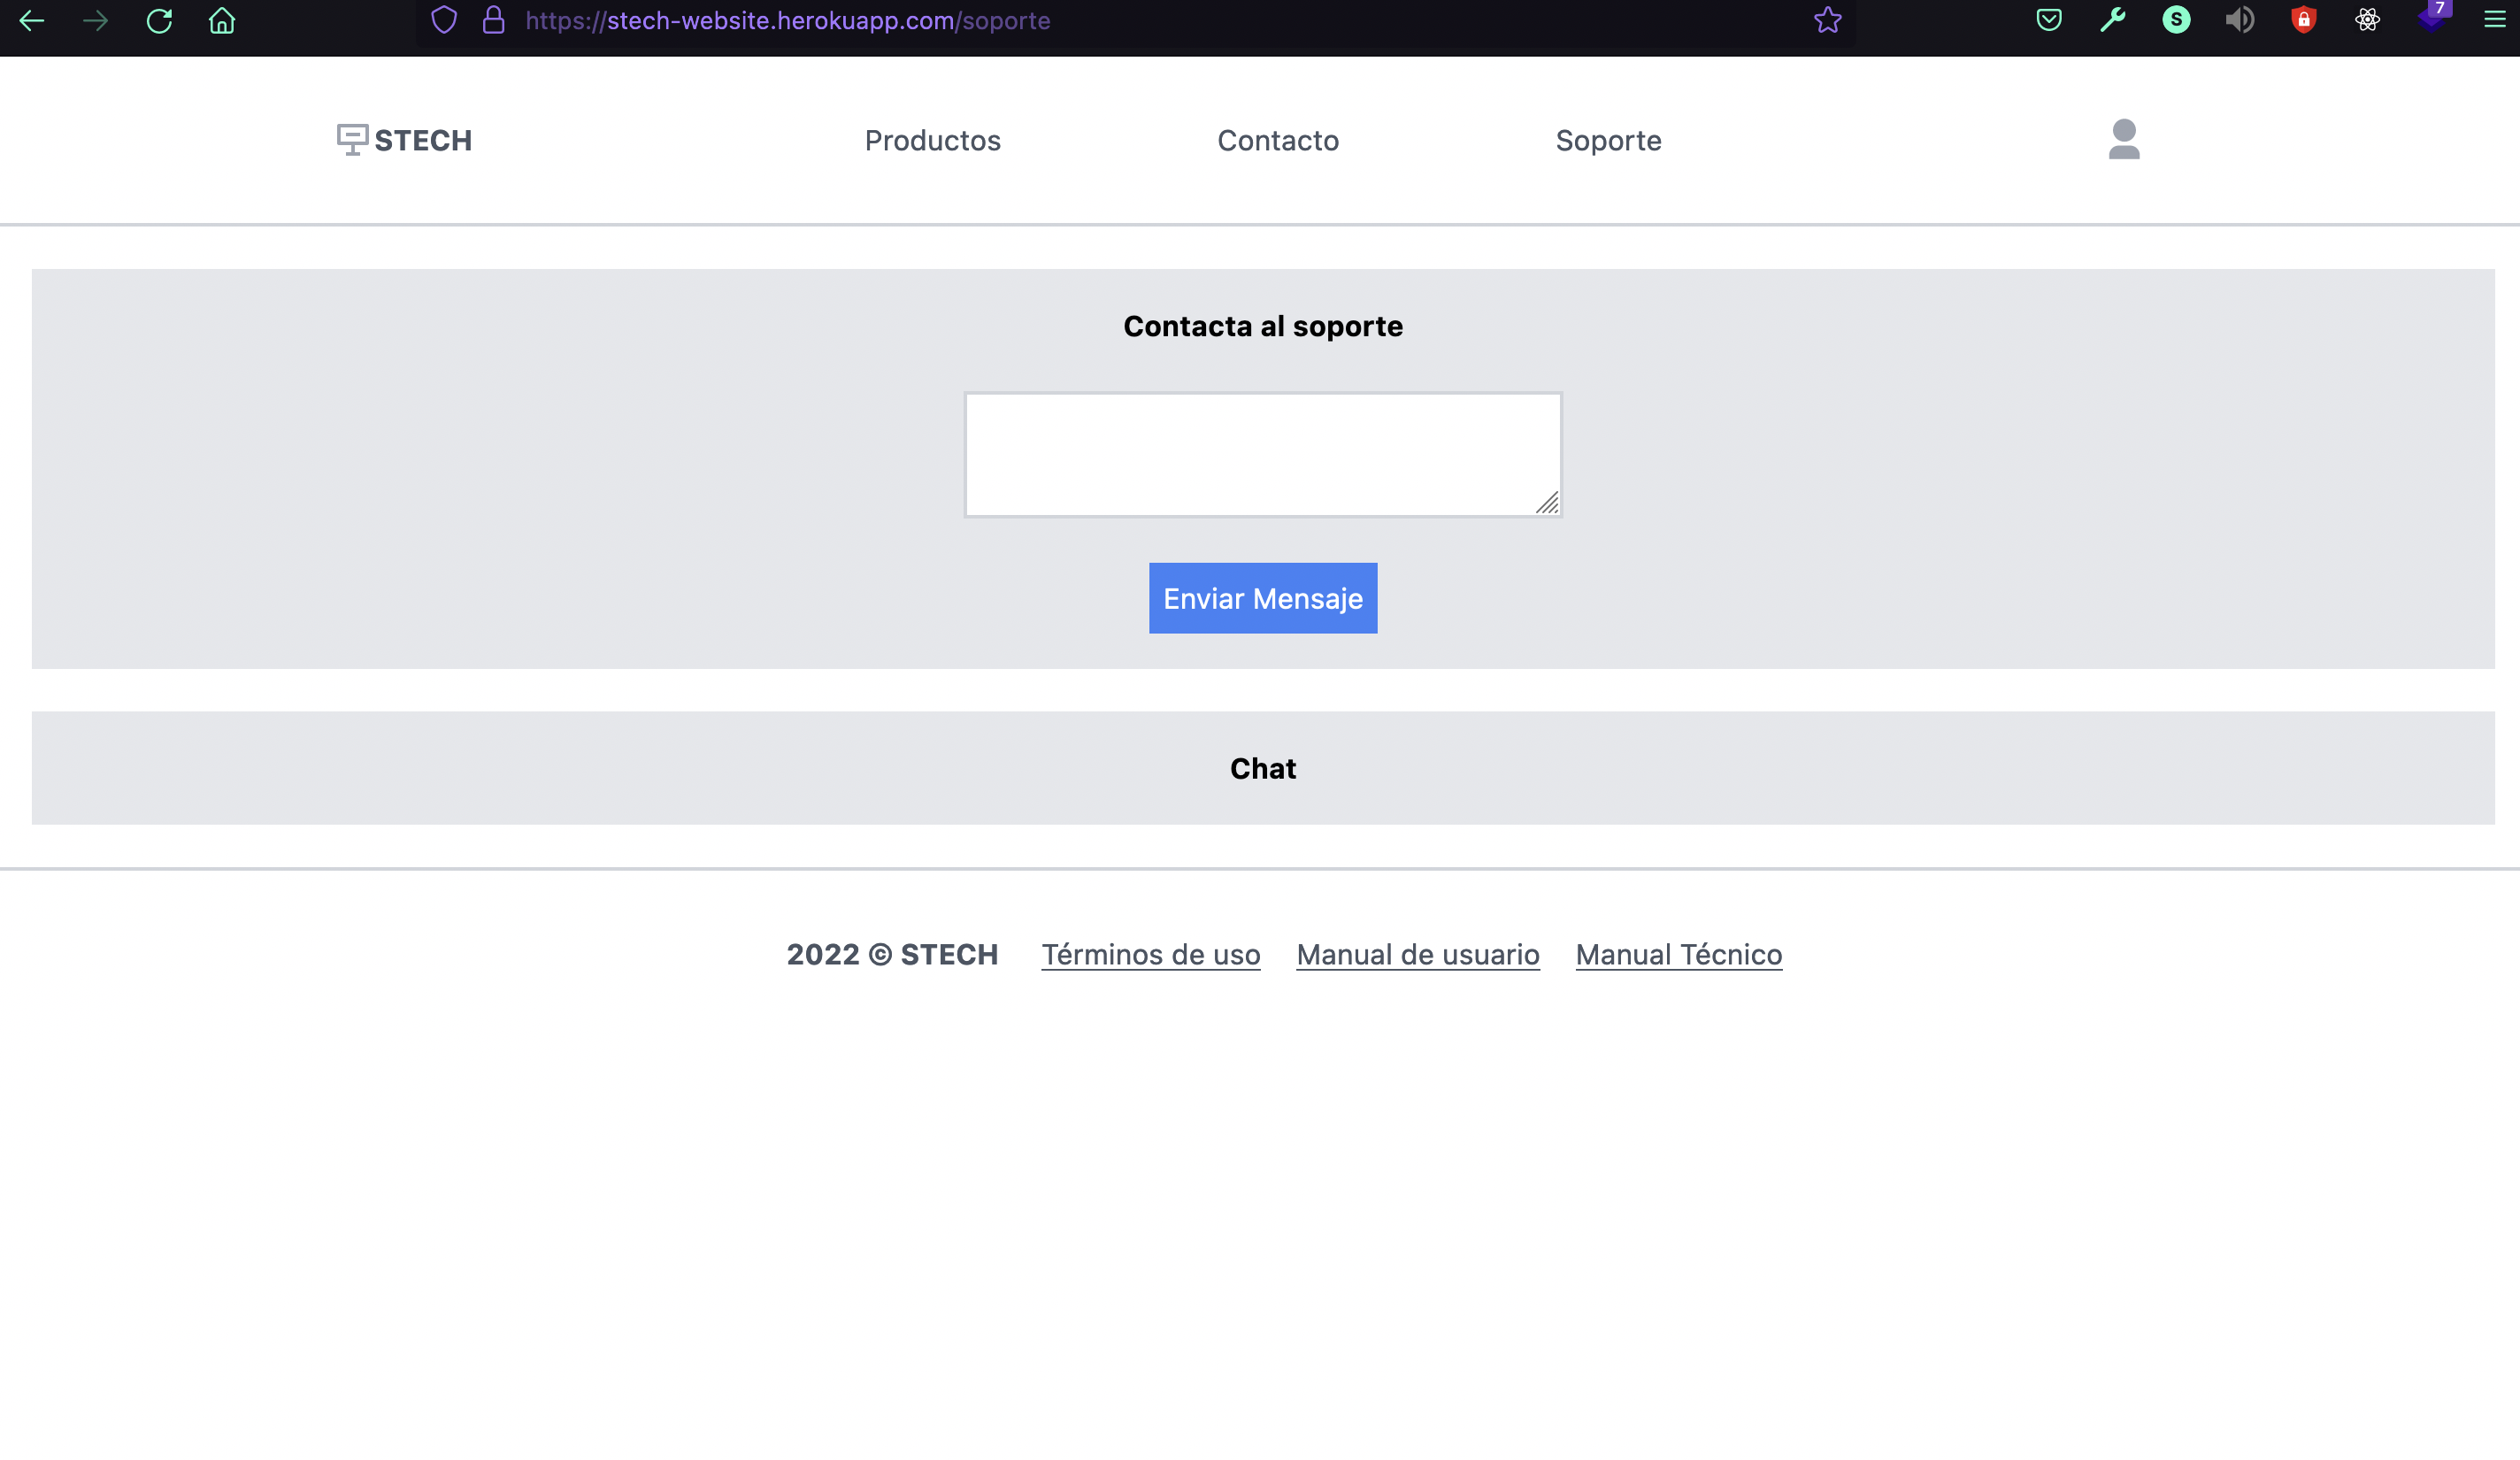 https://stech-website.herokuapp.com/soporte
S
7
STECH
Productos
Contacto
Soporte
Contacta al soporte
Enviar Mensaje
Chat
2022 © STECH Términos de uso Manual de usuario Manual Técnico